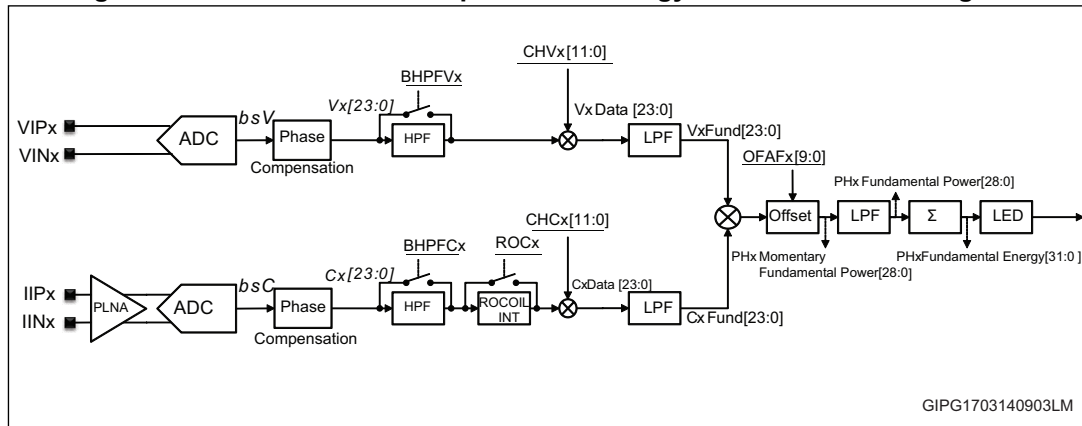 CHVx[11:0]
BHPFVx
Vx[23:0]
VxData [23:0]
bsV
VIPx
VINx
ADC
Phase
Compensation
HPF
LPF
VxFund[23:0]
OFAFx[9:0]
PHx Fundamental Power[28:0]
Offset
LPF
Σ
LED
PHx Momentary
Fundamental Power[28:0]
PHxFundamental Energy[31:0 ]
CHCx[11:0]
BHPFCx
ROCx
Cx[23:0]
CxData [23:0]
bsC
IIPx
IINx
PLNA
ADC
Phase
Compensation
HPF
ROCOIL
INT
LPF
Cx Fund[23:0]
GIPG1703140903LM